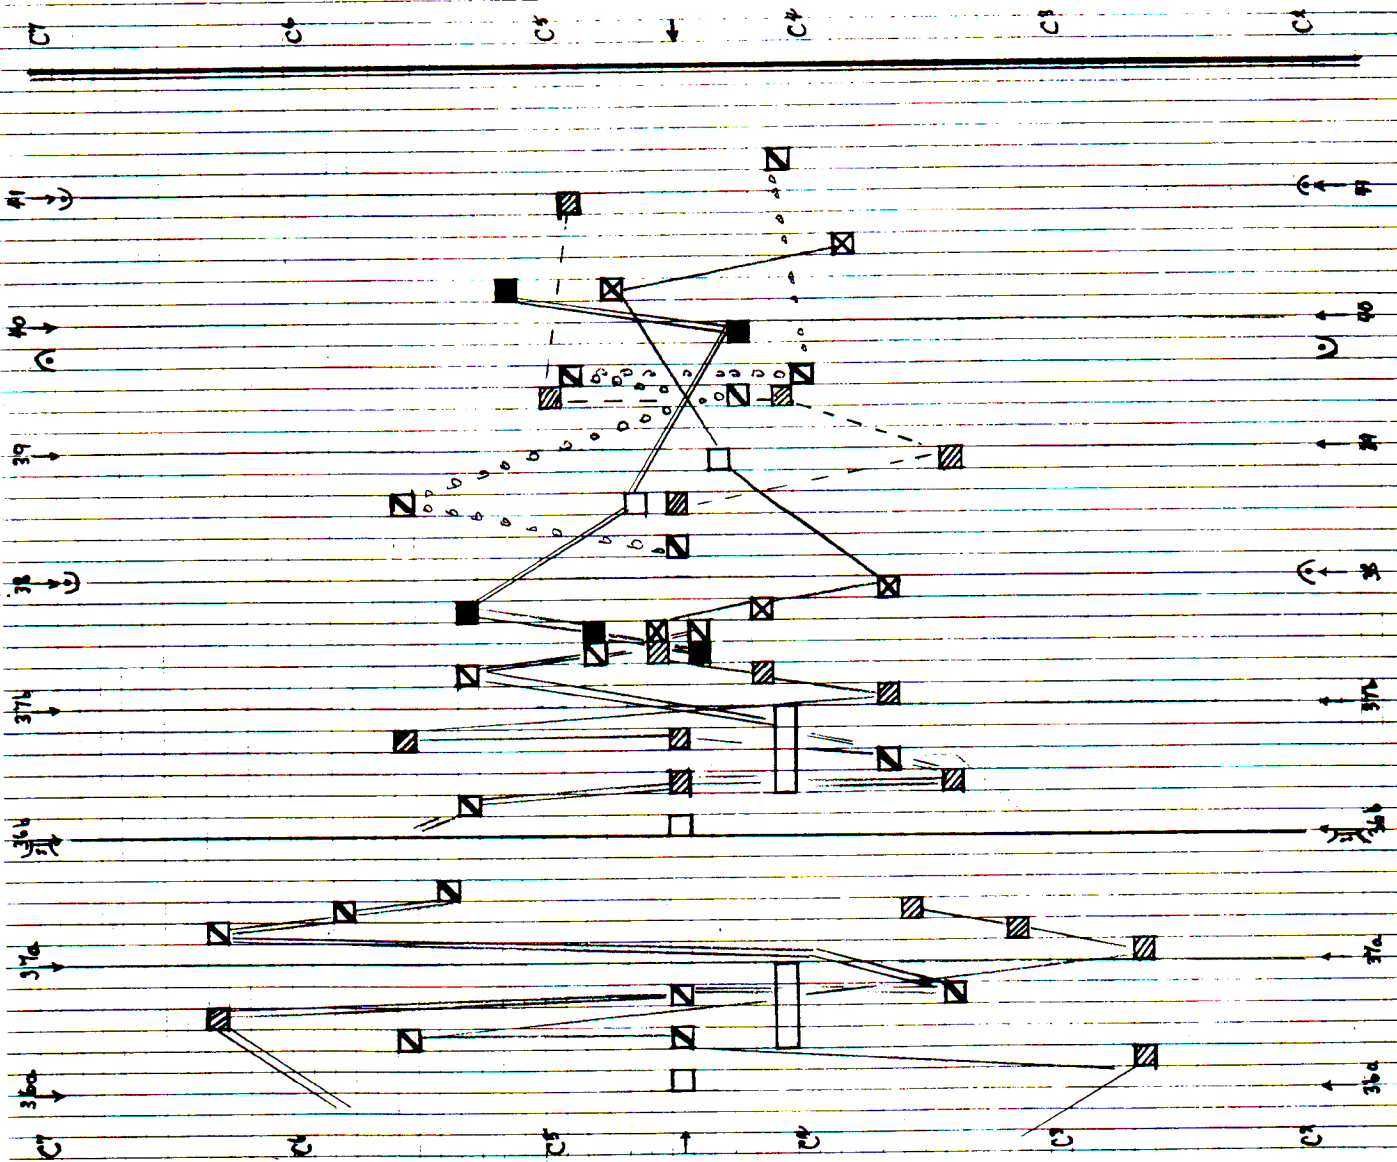 C7 C6 C5 ↓ C4 C3 C2
41 → ← 41
40 → ← 40
39 → ← 39
38 → ← 38
37b → ← 37b
36b → ← 36b
37a → ← 37a
36a → ← 36a
C7 C6 C5 ↑ C4 C3 C2